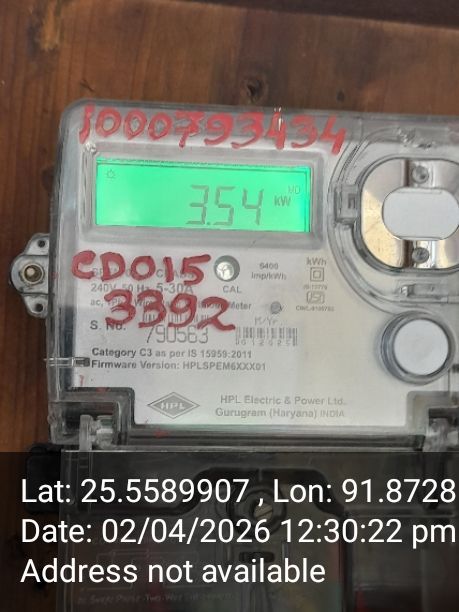 1000793434
MD
3.54 kW
CD015
3392
6400
imp/kWh
kWh
240V, 50 Hz, 5-30A
CAL
Meter
S. No.
790563
Category C3 as per IS 15959:2011
Firmware Version: HPLSPEM6XXX01
HPL
HPL Electric & Power Ltd.
Gurugram (Haryana) INDIA
Lat: 25.5589907 , Lon: 91.8728
Date: 02/04/2026 12:30:22 pm
Address not available